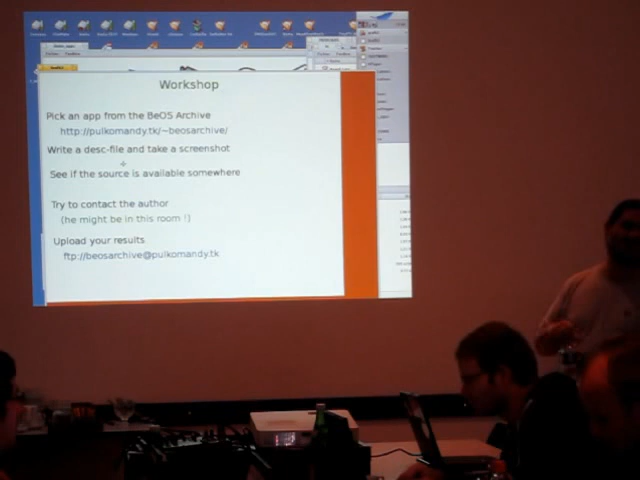 Workshop
Pick an app from the BeOS Archive
http://pulkomandy.tk/~beosarchive/
Write a desc-file and take a screenshot
See if the source is available somewhere
Try to contact the author
(he might be in this room !)
Upload your results
ftp://beosarchive@pulkomandy.tk